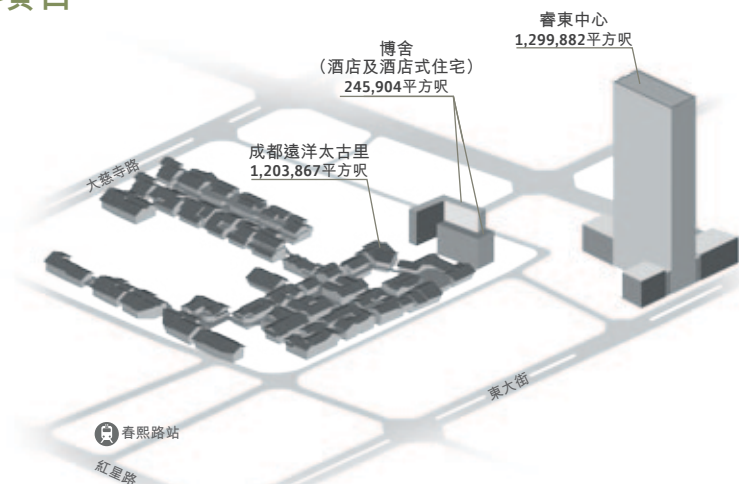 項目
睿東中心
1,299,882平方呎
博舍
（酒店及酒店式住宅）
245,904平方呎
成都遠洋太古里
1,203,867平方呎
大慈寺路
東大街
春熙路站
紅星路